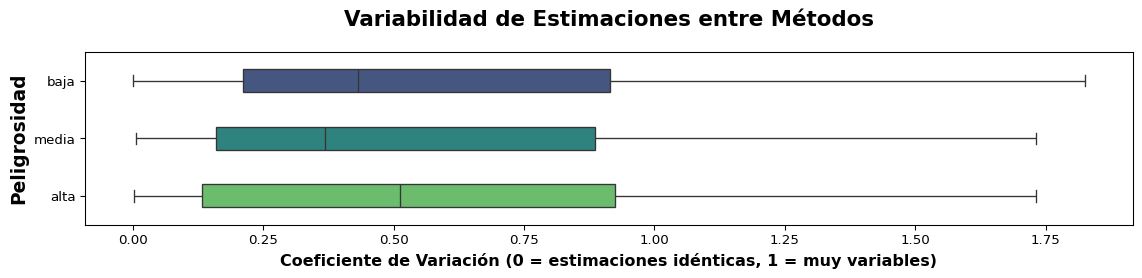 Variabilidad de Estimaciones entre Métodos
Peligrosidad
baja
media
alta
0.00 0.25 0.50 0.75 1.00 1.25 1.50 1.75
Coeficiente de Variación (0 = estimaciones idénticas, 1 = muy variables)